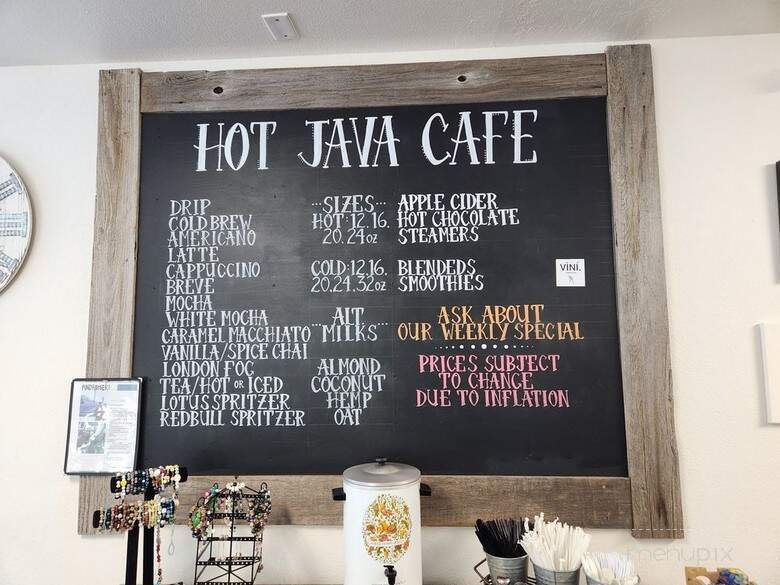 HOT JAVA CAFE
DRIP
COLD BREW
AMERICANO
LATTE
CAPPUCCINO
BREVE
MOCHA
WHITE MOCHA
CARAMEL MACCHIATO
VANILLA/SPICE CHAI
LONDON FOG
TEA/HOT OR ICED
LOTUS SPRITZER
REDBULL SPRITZER
...SIZES...
HOT:12.16.
20.24oz
COLD:12.16.
20.24.32oz
...ALT
MILKS...
ALMOND
COCONUT
HEMP
OAT
APPLE CIDER
HOT CHOCOLATE
STEAMERS
BLENDEDS
SMOOTHIE'S
ASK ABOUT
OUR WEEKLY SPECIAL
PRICES SUBJECT
TO CHANGE
DUE TO INFLATION
VINI.
menupix